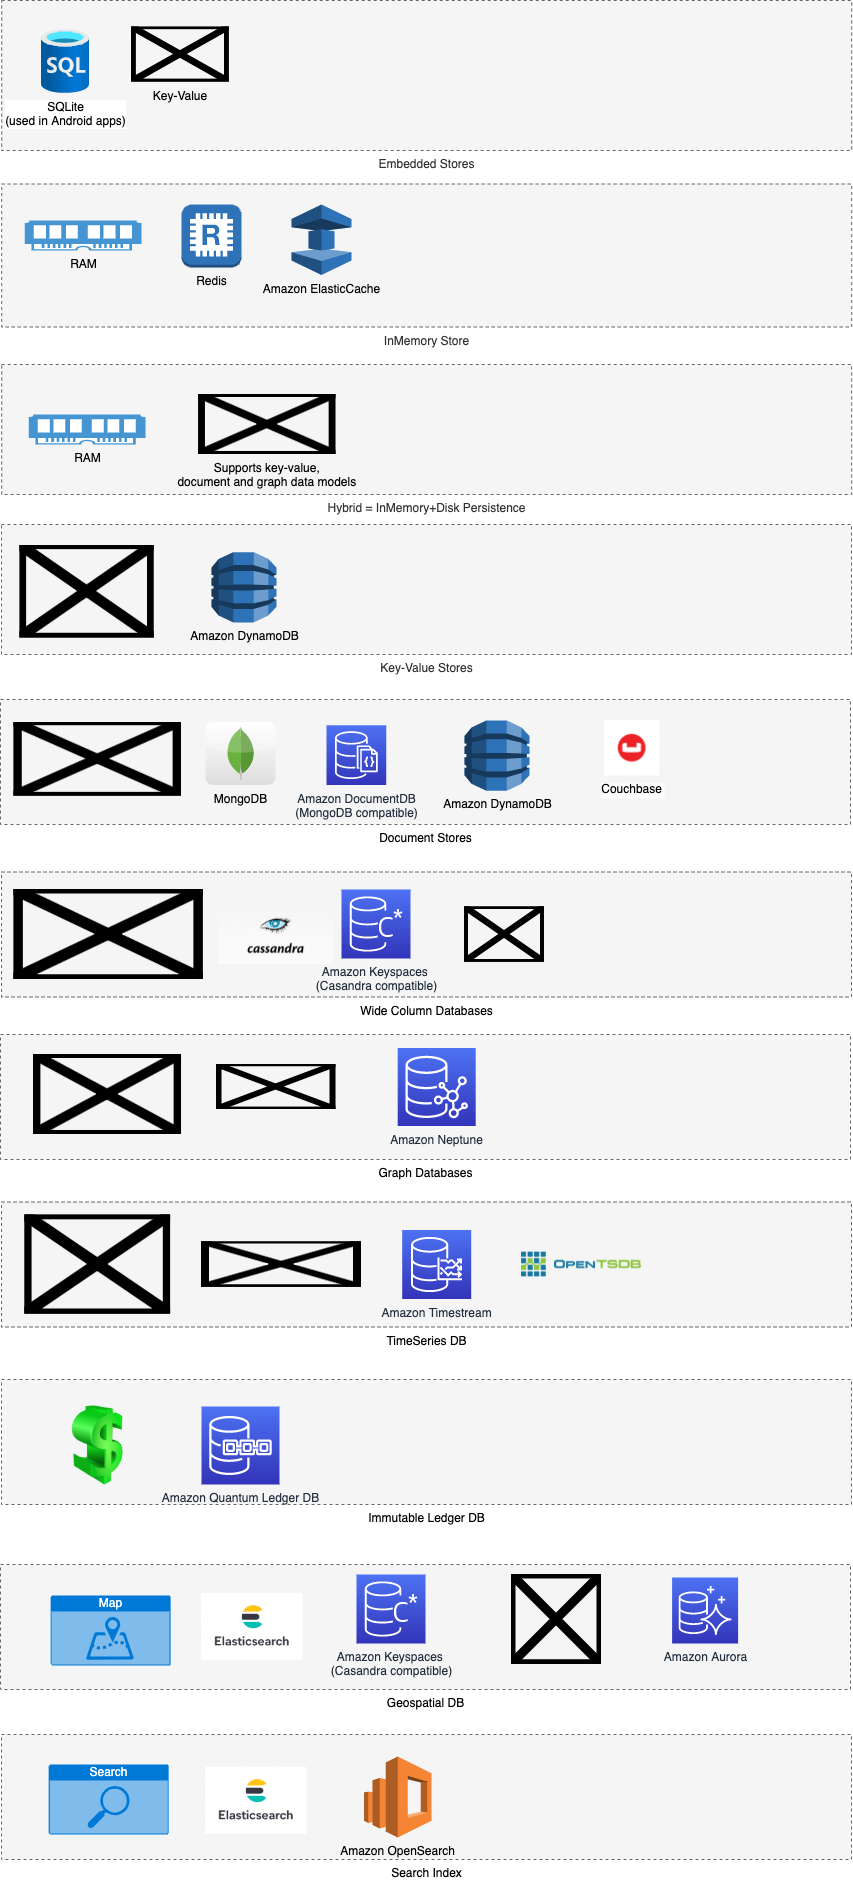 SQL
SQLite
(used in Android apps)
Key-Value
Embedded Stores
RAM
R
Redis
Amazon ElasticCache
InMemory Store
RAM
Supports key-value,
document and graph data models
Hybrid = InMemory+Disk Persistence
Amazon DynamoDB
Key-Value Stores
MongoDB
{}
Amazon DocumentDB
(MongoDB compatible)
Amazon DynamoDB
Couchbase
Document Stores
cassandra
C*
Amazon Keyspaces
(Casandra compatible)
Wide Column Databases
Amazon Neptune
Graph Databases
Amazon Timestream
OPENTSDB
TimeSeries DB
$
Amazon Quantum Ledger DB
Immutable Ledger DB
Map
Elasticsearch
C*
Amazon Keyspaces
(Casandra compatible)
Amazon Aurora
Geospatial DB
Search
Elasticsearch
Amazon OpenSearch
Search Index